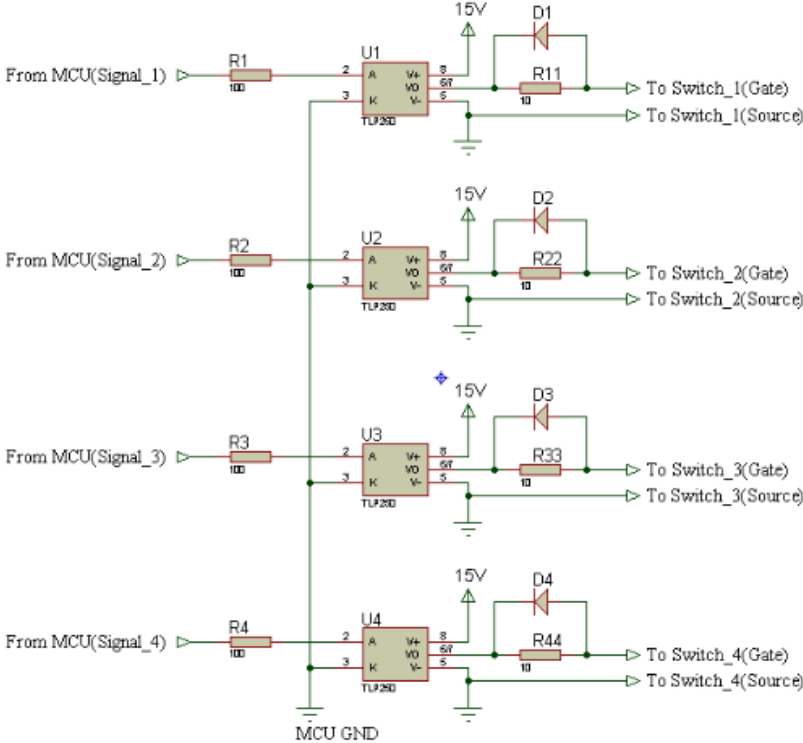 15V
D1
From MCU(Signal_1)
R1
100
U1
2
A
V+
8
VO
6/7
3
K
V-
5
TLP250
R11
10
To Switch_1(Gate)
To Switch_1(Source)
15V
D2
From MCU(Signal_2)
R2
100
U2
2
A
V+
8
VO
6/7
3
K
V-
5
TLP250
R22
10
To Switch_2(Gate)
To Switch_2(Source)
15V
D3
From MCU(Signal_3)
R3
100
U3
2
A
V+
8
VO
6/7
3
K
V-
5
TLP250
R33
10
To Switch_3(Gate)
To Switch_3(Source)
15V
D4
From MCU(Signal_4)
R4
100
U4
2
A
V+
8
VO
6/7
3
K
V-
5
TLP250
R44
10
To Switch_4(Gate)
To Switch_4(Source)
MCU GND